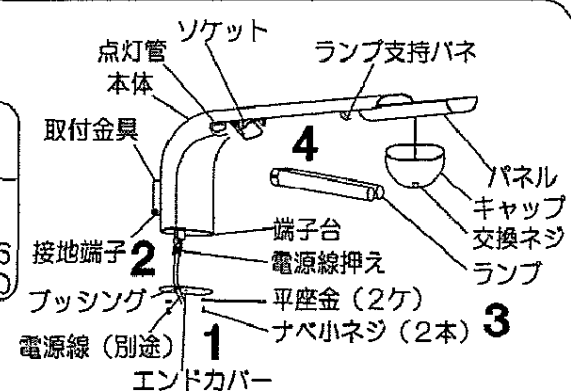 ソケット
点灯管
ランプ支持バネ
本体
取付金具
4
パネル
キャップ
交換ネジ
ランプ
端子台
接地端子
2
電源線押え
ブッシング
平座金（2ケ）
ナベ小ネジ（2本）
3
電源線（別途）
1
エンドカバー